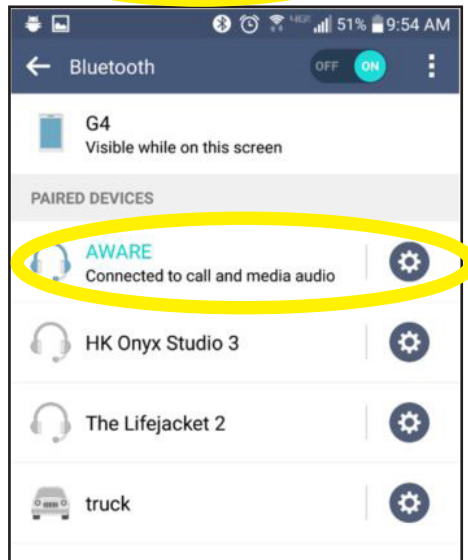 51% 9:54 AM
Bluetooth OFF ON
G4
Visible while on this screen
PAIRED DEVICES
AWARE
Connected to call and media audio
HK Onyx Studio 3
The Lifejacket 2
truck